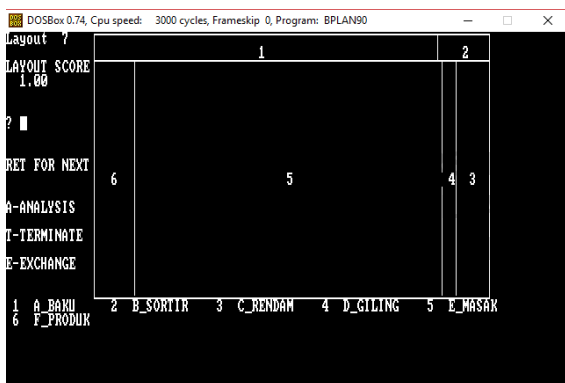 DOSBox 0.74, Cpu speed: 3000 cycles, Frameskip 0, Program: BPLAN90
Layout 7
1 2
LAYOUT SCORE
1.00
?
RET FOR NEXT
6 5 4 3
A-ANALYSIS
T-TERMINATE
E-EXCHANGE
1 A_BAKU 2 B_SORTIR 3 C_RENDAM 4 D_GILING 5 E_MASAK
6 F_PRODUK